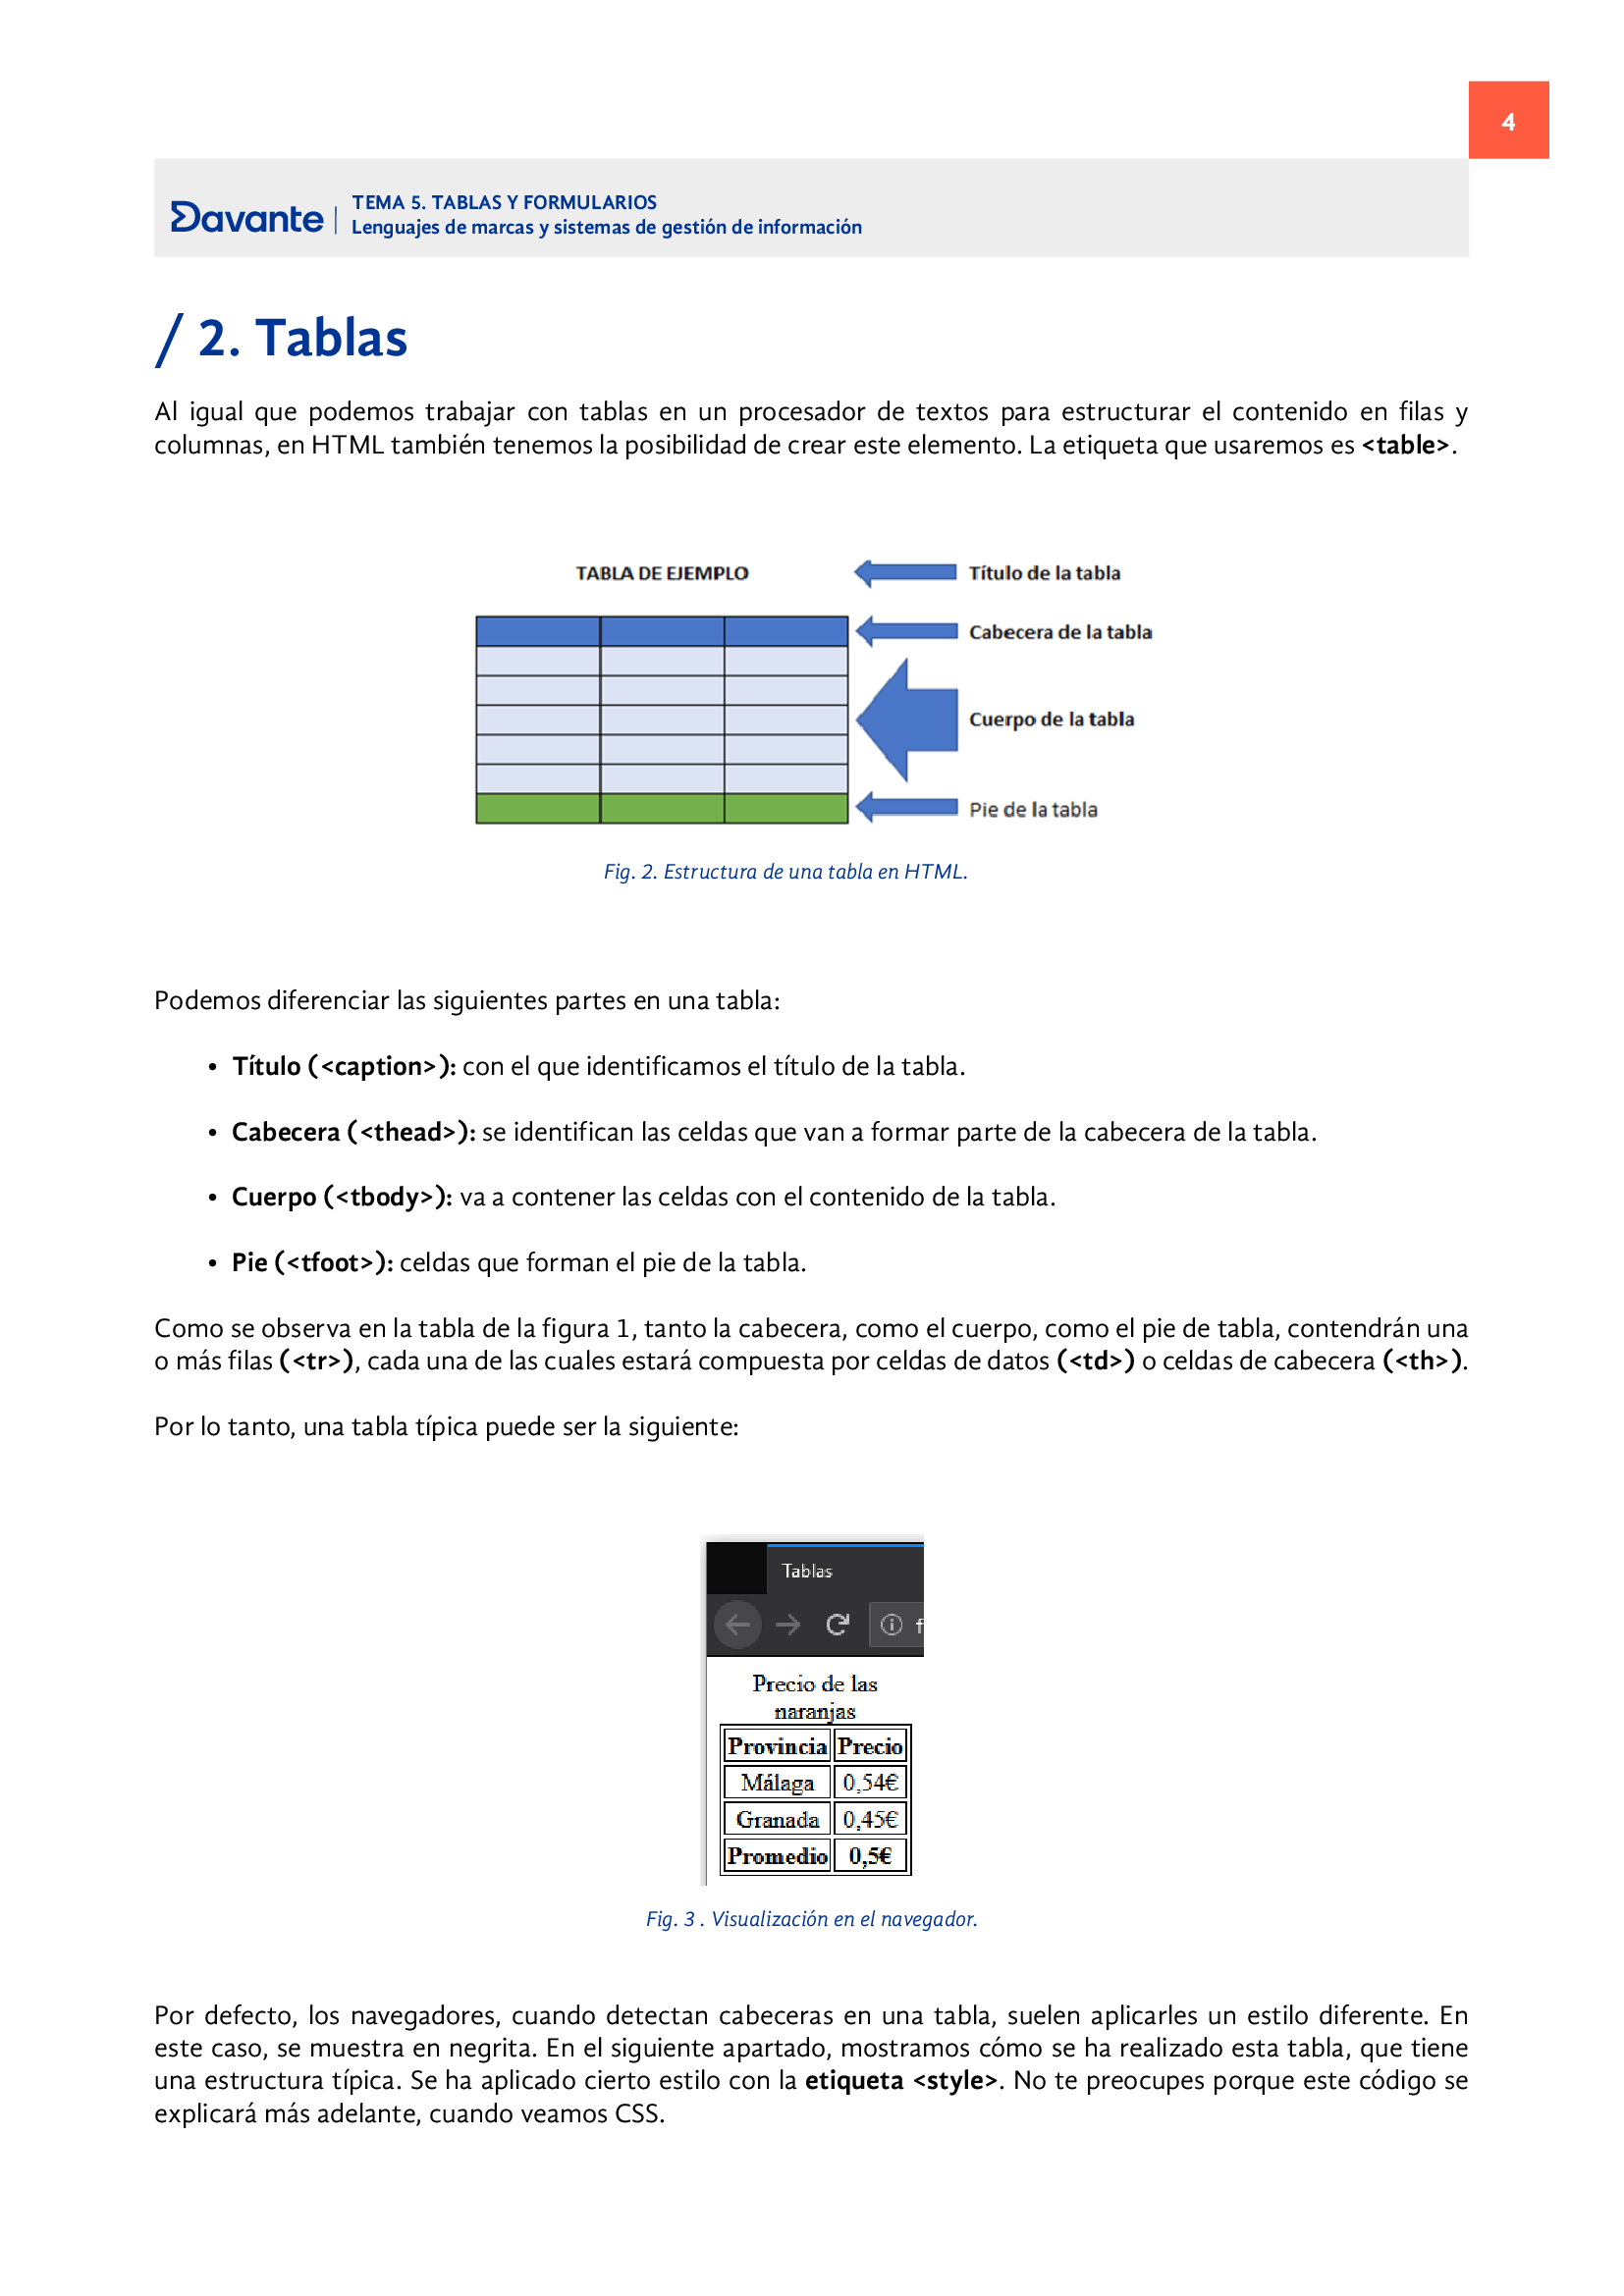 4
Davante
TEMA 5. TABLAS Y FORMULARIOS
Lenguajes de marcas y sistemas de gestión de información
/ 2. Tablas
Al igual que podemos trabajar con tablas en un procesador de textos para estructurar el contenido en filas y
columnas, en HTML también tenemos la posibilidad de crear este elemento. La etiqueta que usaremos es <table>.
TABLA DE EJEMPLO
Título de la tabla
Cabecera de la tabla
Cuerpo de la tabla
Pie de la tabla
Fig. 2. Estructura de una tabla en HTML.
Podemos diferenciar las siguientes partes en una tabla:
• Título (<caption>): con el que identificamos el título de la tabla.
• Cabecera (<thead>): se identifican las celdas que van a formar parte de la cabecera de la tabla.
• Cuerpo (<tbody>): va a contener las celdas con el contenido de la tabla.
• Pie (<tfoot>): celdas que forman el pie de la tabla.
Como se observa en la tabla de la figura 1, tanto la cabecera, como el cuerpo, como el pie de tabla, contendrán una
o más filas (<tr>), cada una de las cuales estará compuesta por celdas de datos (<td>) o celdas de cabecera (<th>).
Por lo tanto, una tabla típica puede ser la siguiente:
Tablas
f
Precio de las
naranjas
Provincia Precio
Málaga 0,54€
Granada 0,45€
Promedio 0,5€
Fig. 3 . Visualización en el navegador.
Por defecto, los navegadores, cuando detectan cabeceras en una tabla, suelen aplicarles un estilo diferente. En
este caso, se muestra en negrita. En el siguiente apartado, mostramos cómo se ha realizado esta tabla, que tiene
una estructura típica. Se ha aplicado cierto estilo con la etiqueta <style>. No te preocupes porque este código se
explicará más adelante, cuando veamos CSS.